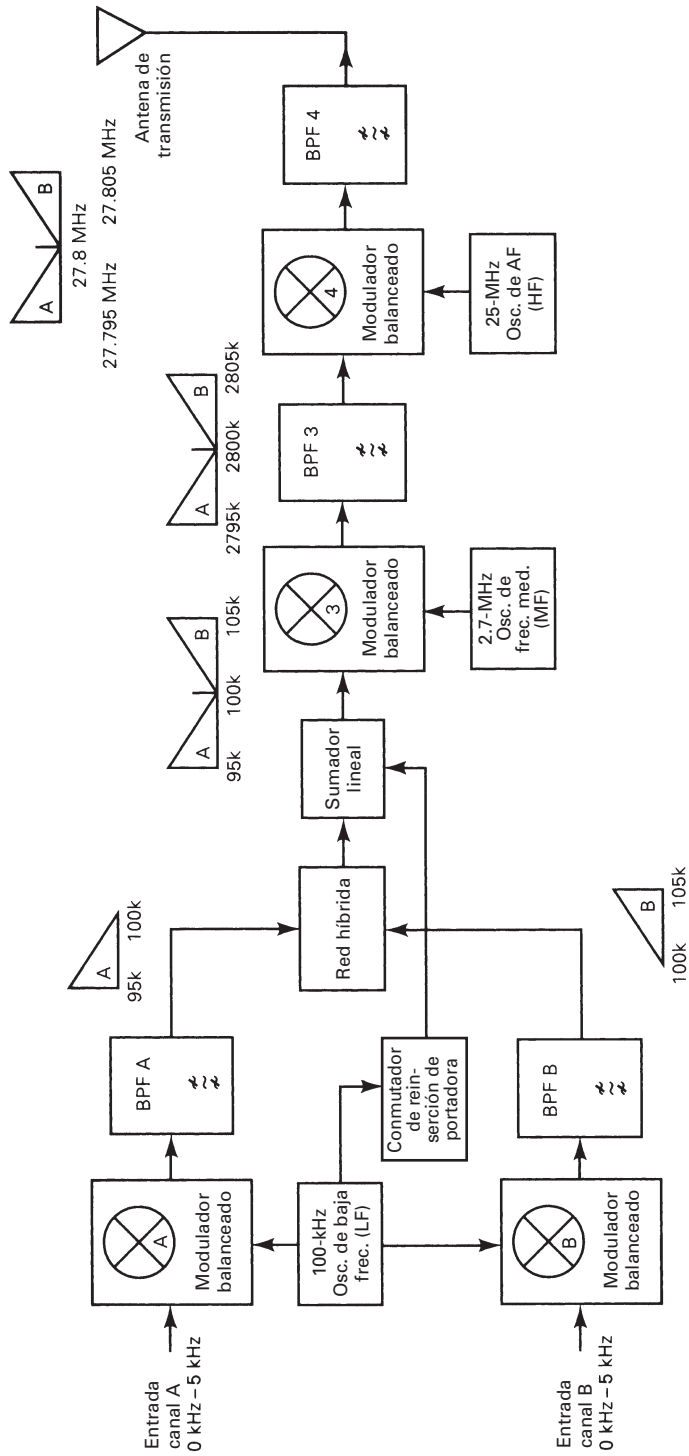 Entrada
canal A
0 kHz – 5 kHz
A
Modulador
balanceado
BPF A
A
95k 100k
100-kHz
Osc. de baja
frec. (LF)
Conmutador
de rein-
serción de
portadora
Entrada
canal B
0 kHz – 5 kHz
B
Modulador
balanceado
BPF B
B
100k 105k
Red híbrida
Sumador
lineal
A B
95k 100k 105k
3
Modulador
balanceado
2.7-MHz
Osc. de
frec. med.
(MF)
BPF 3
A B
2795k 2800k 2805k
4
Modulador
balanceado
25-MHz
Osc. de AF
(HF)
BPF 4
A B
27.8 MHz
27.795 MHz 27.805 MHz
Antena de
transmisión